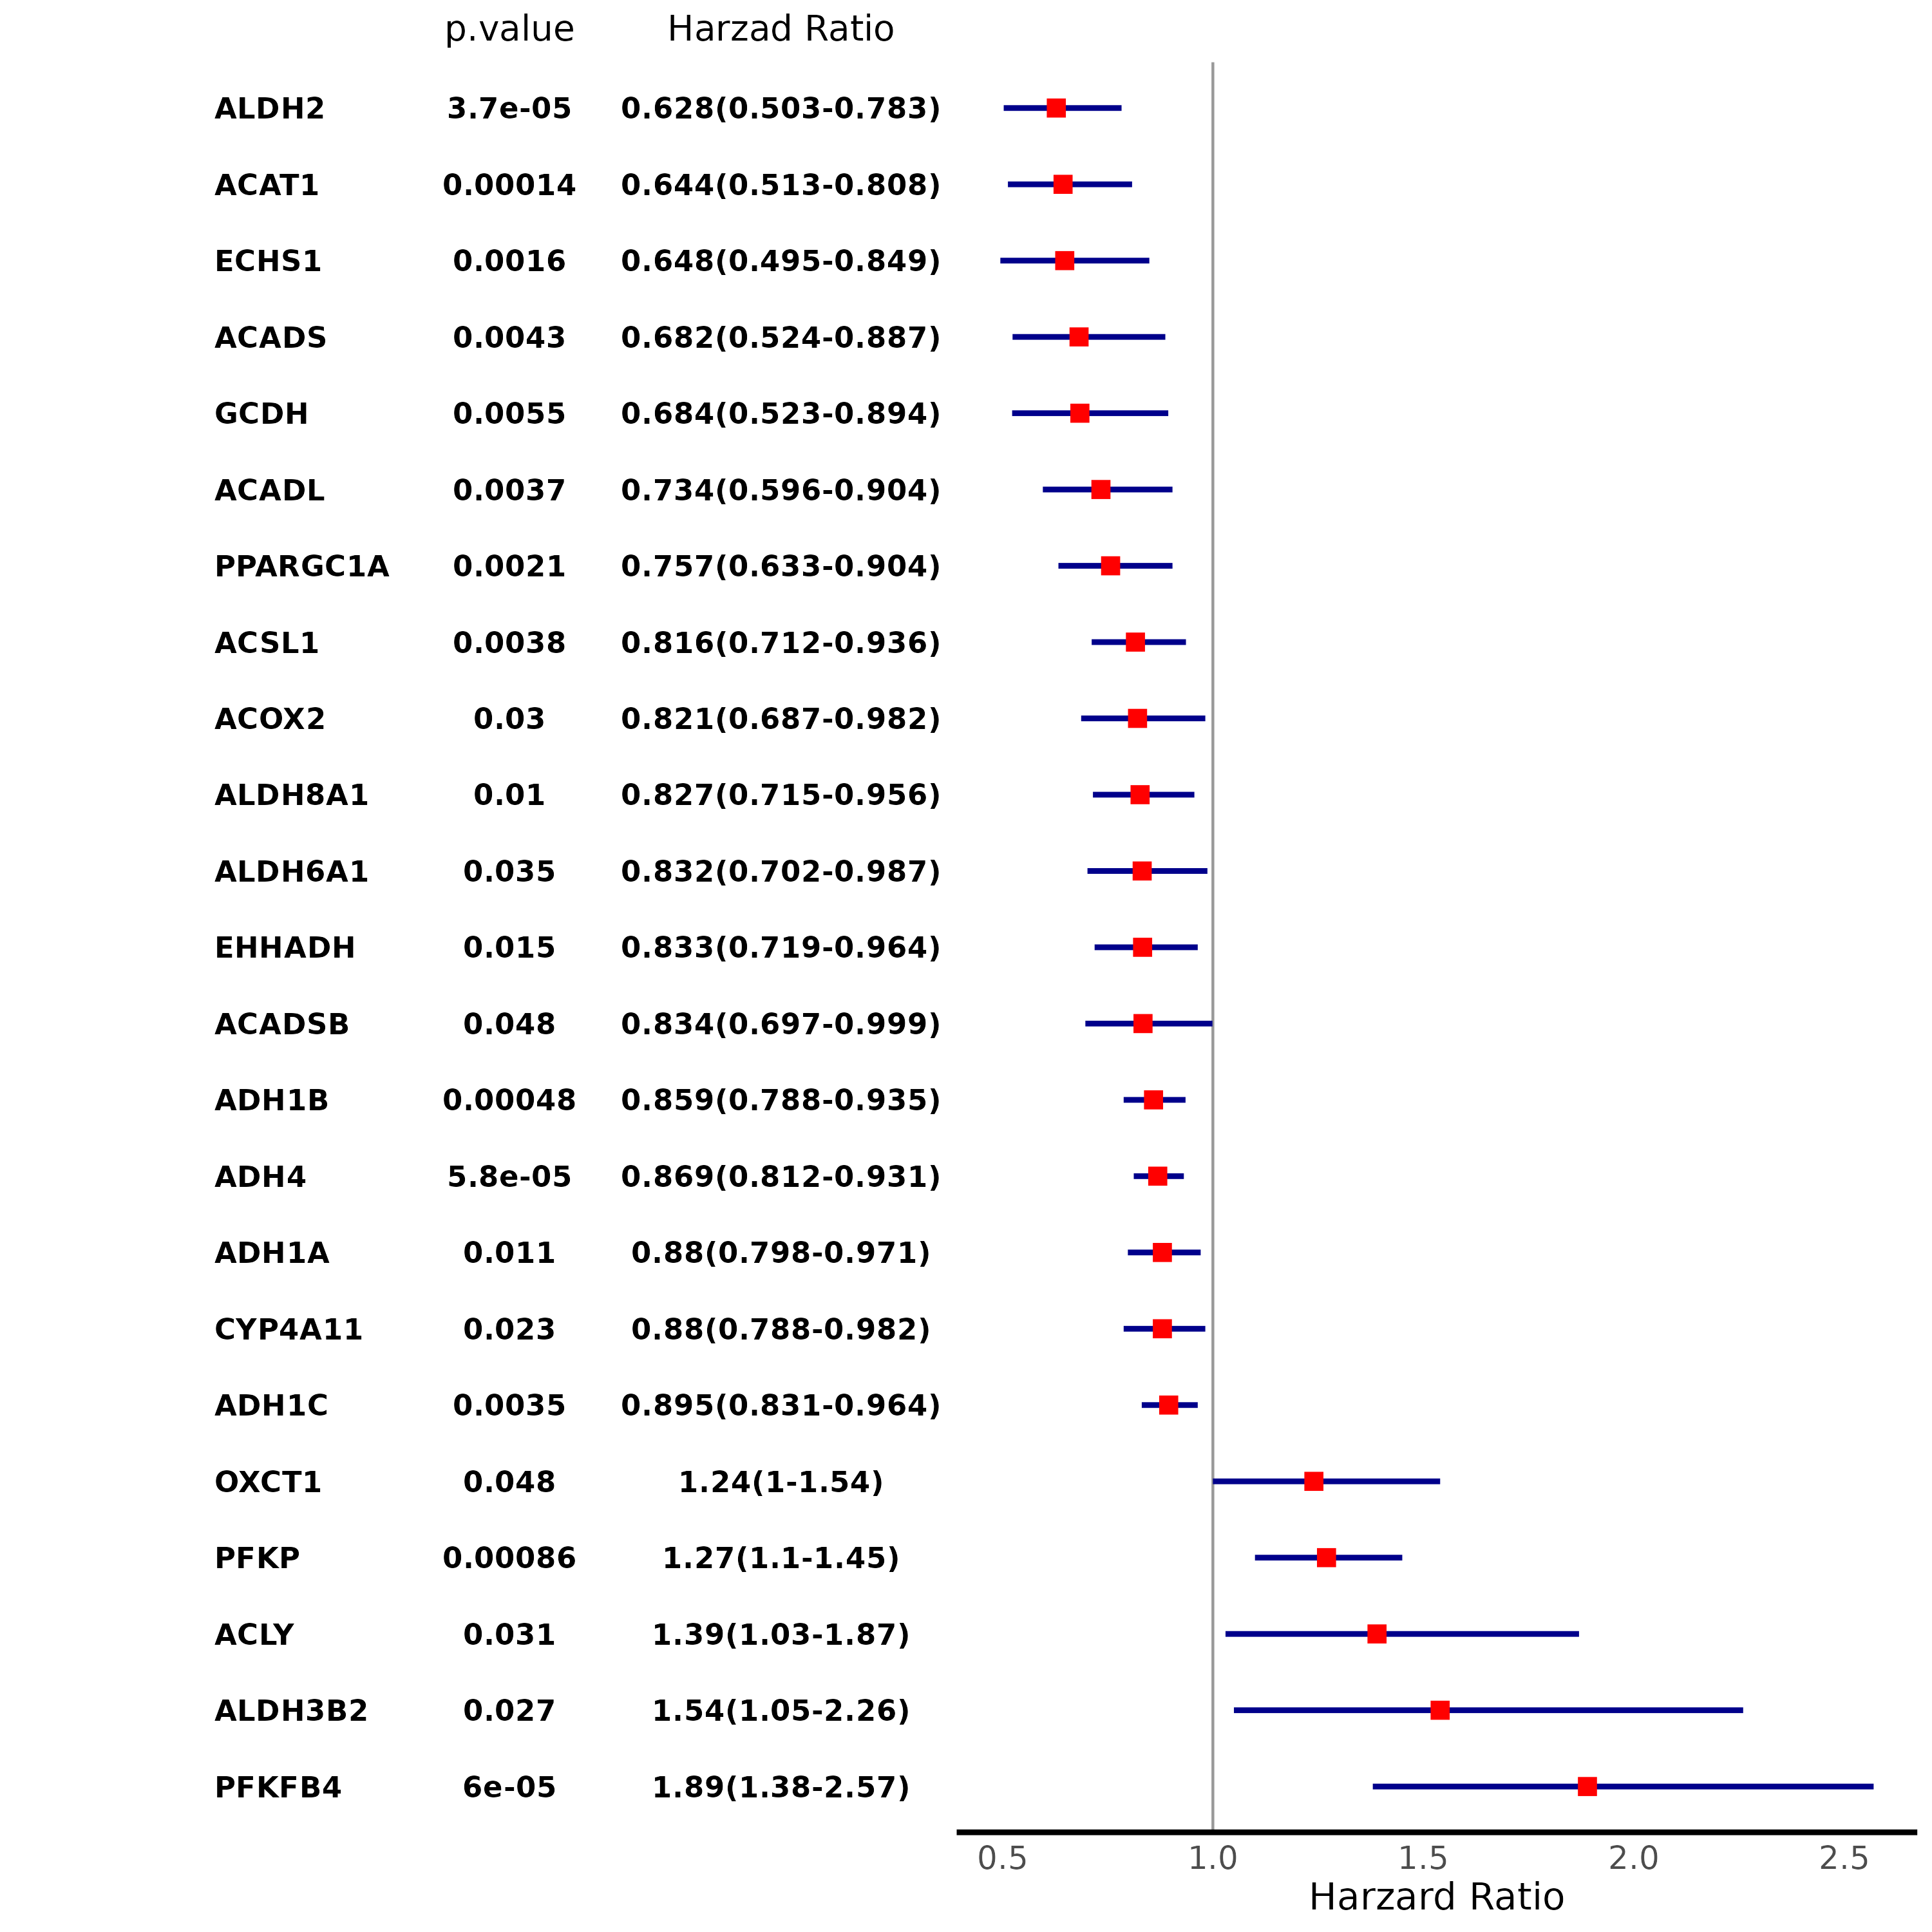 p.value Harzad Ratio
ALDH2 3.7e-05 0.628(0.503-0.783)
ACAT1 0.00014 0.644(0.513-0.808)
ECHS1 0.0016 0.648(0.495-0.849)
ACADS 0.0043 0.682(0.524-0.887)
GCDH 0.0055 0.684(0.523-0.894)
ACADL 0.0037 0.734(0.596-0.904)
PPARGC1A 0.0021 0.757(0.633-0.904)
ACSL1 0.0038 0.816(0.712-0.936)
ACOX2 0.03 0.821(0.687-0.982)
ALDH8A1 0.01 0.827(0.715-0.956)
ALDH6A1 0.035 0.832(0.702-0.987)
EHHADH 0.015 0.833(0.719-0.964)
ACADSB 0.048 0.834(0.697-0.999)
ADH1B 0.00048 0.859(0.788-0.935)
ADH4 5.8e-05 0.869(0.812-0.931)
ADH1A 0.011 0.88(0.798-0.971)
CYP4A11 0.023 0.88(0.788-0.982)
ADH1C 0.0035 0.895(0.831-0.964)
OXCT1 0.048 1.24(1-1.54)
PFKP 0.00086 1.27(1.1-1.45)
ACLY 0.031 1.39(1.03-1.87)
ALDH3B2 0.027 1.54(1.05-2.26)
PFKFB4 6e-05 1.89(1.38-2.57)
0.5 1.0 1.5 2.0 2.5
Harzard Ratio